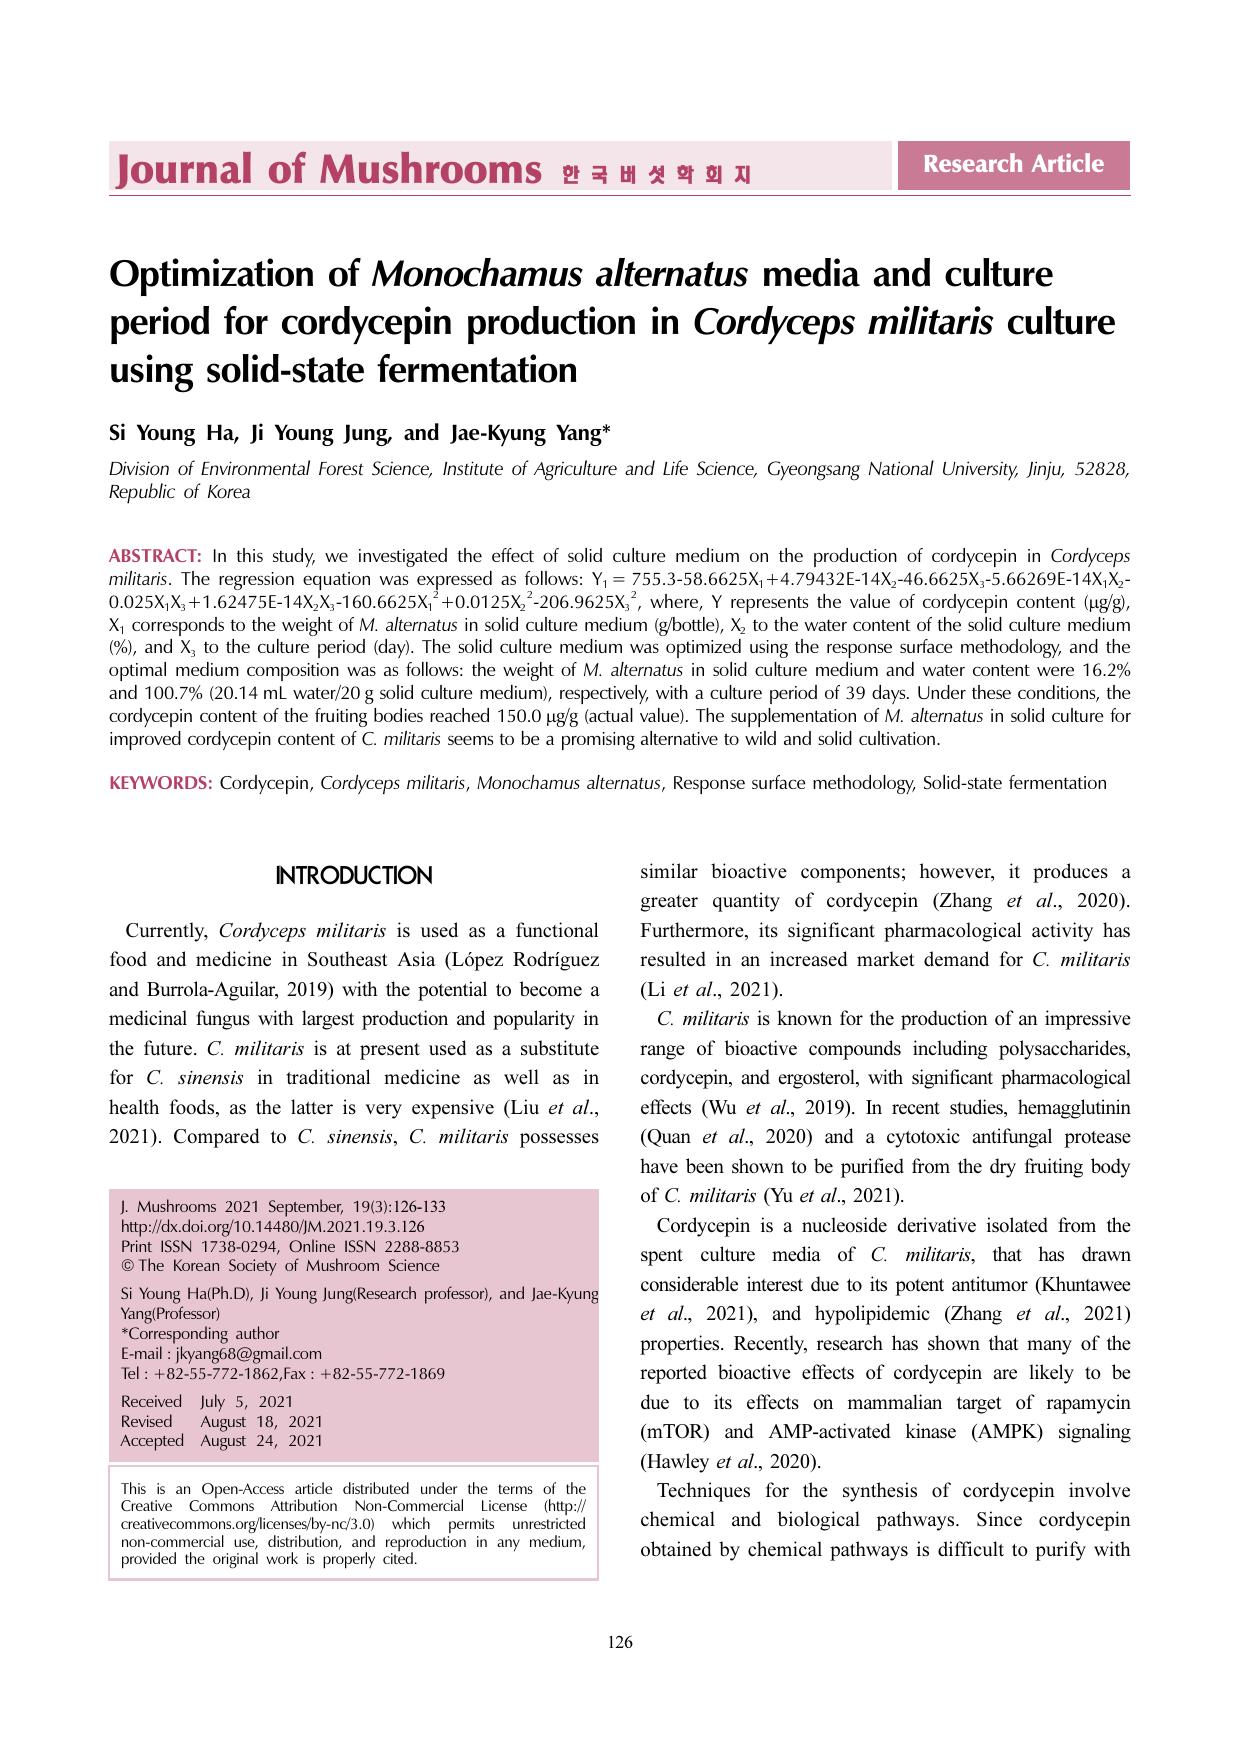 Journal of Mushrooms 한국버섯학회지
Research Article
Optimization of Monochamus alternatus media and culture
period for cordycepin production in Cordyceps militaris culture
using solid-state fermentation
Si Young Ha, Ji Young Jung, and Jae-Kyung Yang*
Division of Environmental Forest Science, Institute of Agriculture and Life Science, Gyeongsang National University, Jinju, 52828,
Republic of Korea
ABSTRACT: In this study, we investigated the effect of solid culture medium on the production of cordycepin in Cordyceps
militaris. The regression equation was expressed as follows: Y₁ = 755.3-58.6625X₁+4.79432E-14X₂-46.6625X₃-5.66269E-14X₁X₂-
0.025X₁X₃+1.62475E-14X₂X₃-160.6625X₁²+0.0125X₂²-206.9625X₃², where, Y represents the value of cordycepin content (μg/g),
X₁ corresponds to the weight of M. alternatus in solid culture medium (g/bottle), X₂ to the water content of the solid culture medium
(%), and X₃ to the culture period (day). The solid culture medium was optimized using the response surface methodology, and the
optimal medium composition was as follows: the weight of M. alternatus in solid culture medium and water content were 16.2%
and 100.7% (20.14 mL water/20 g solid culture medium), respectively, with a culture period of 39 days. Under these conditions, the
cordycepin content of the fruiting bodies reached 150.0 μg/g (actual value). The supplementation of M. alternatus in solid culture for
improved cordycepin content of C. militaris seems to be a promising alternative to wild and solid cultivation.
KEYWORDS: Cordycepin, Cordyceps militaris, Monochamus alternatus, Response surface methodology, Solid-state fermentation
INTRODUCTION
Currently, Cordyceps militaris is used as a functional
food and medicine in Southeast Asia (López Rodríguez
and Burrola-Aguilar, 2019) with the potential to become a
medicinal fungus with largest production and popularity in
the future. C. militaris is at present used as a substitute
for C. sinensis in traditional medicine as well as in
health foods, as the latter is very expensive (Liu et al.,
2021). Compared to C. sinensis, C. militaris possesses
J. Mushrooms 2021 September, 19(3):126-133
http://dx.doi.org/10.14480/JM.2021.19.3.126
Print ISSN 1738-0294, Online ISSN 2288-8853
© The Korean Society of Mushroom Science
Si Young Ha(Ph.D), Ji Young Jung(Research professor), and Jae-Kyung
Yang(Professor)
*Corresponding author
E-mail : jkyang68@gmail.com
Tel : +82-55-772-1862,Fax : +82-55-772-1869
Received July 5, 2021
Revised August 18, 2021
Accepted August 24, 2021
This is an Open-Access article distributed under the terms of the
Creative Commons Attribution Non-Commercial License (http://
creativecommons.org/licenses/by-nc/3.0) which permits unrestricted
non-commercial use, distribution, and reproduction in any medium,
provided the original work is properly cited.
similar bioactive components; however, it produces a
greater quantity of cordycepin (Zhang et al., 2020).
Furthermore, its significant pharmacological activity has
resulted in an increased market demand for C. militaris
(Li et al., 2021).
C. militaris is known for the production of an impressive
range of bioactive compounds including polysaccharides,
cordycepin, and ergosterol, with significant pharmacological
effects (Wu et al., 2019). In recent studies, hemagglutinin
(Quan et al., 2020) and a cytotoxic antifungal protease
have been shown to be purified from the dry fruiting body
of C. militaris (Yu et al., 2021).
Cordycepin is a nucleoside derivative isolated from the
spent culture media of C. militaris, that has drawn
considerable interest due to its potent antitumor (Khuntawee
et al., 2021), and hypolipidemic (Zhang et al., 2021)
properties. Recently, research has shown that many of the
reported bioactive effects of cordycepin are likely to be
due to its effects on mammalian target of rapamycin
(mTOR) and AMP-activated kinase (AMPK) signaling
(Hawley et al., 2020).
Techniques for the synthesis of cordycepin involve
chemical and biological pathways. Since cordycepin
obtained by chemical pathways is difficult to purify with
126